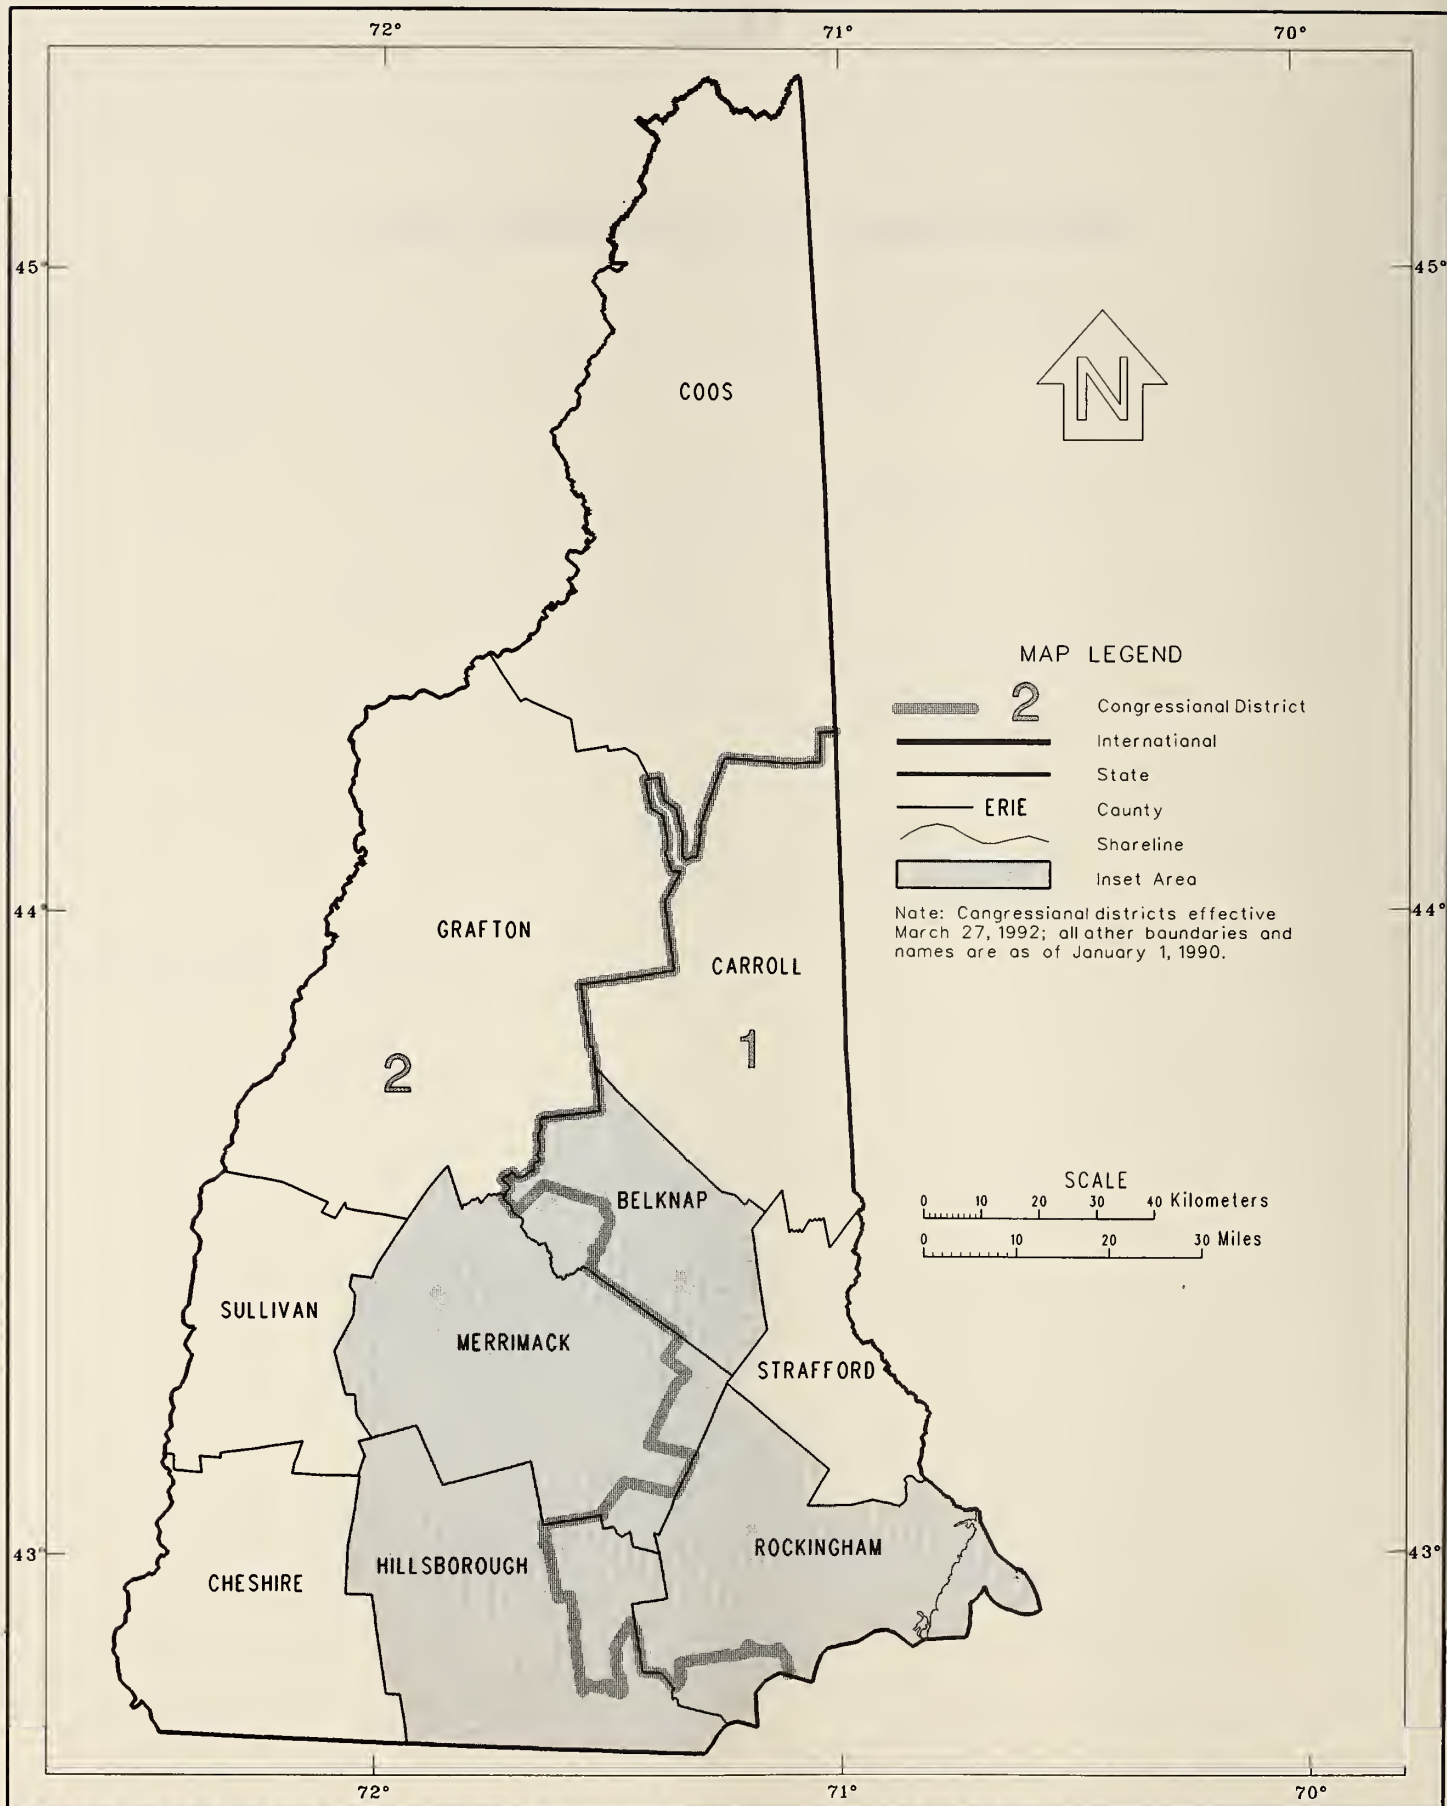 72° 71° 70°
45° 45°
COOS
N
MAP LEGEND
2 Congressional District
International
State
ERIE County
Shoreline
Inset Area
Note: Congressional districts effective
March 27, 1992; all other boundaries and
names are as of January 1, 1990.
44° 44°
GRAFTON
CARROLL
1
2
SCALE
0 10 20 30 40 Kilometers
0 10 20 30 Miles
BELKNAP
SULLIVAN
MERRIMACK
STRAFFORD
43° 43°
ROCKINGHAM
HILLSBOROUGH
CHESHIRE
72° 71° 70°